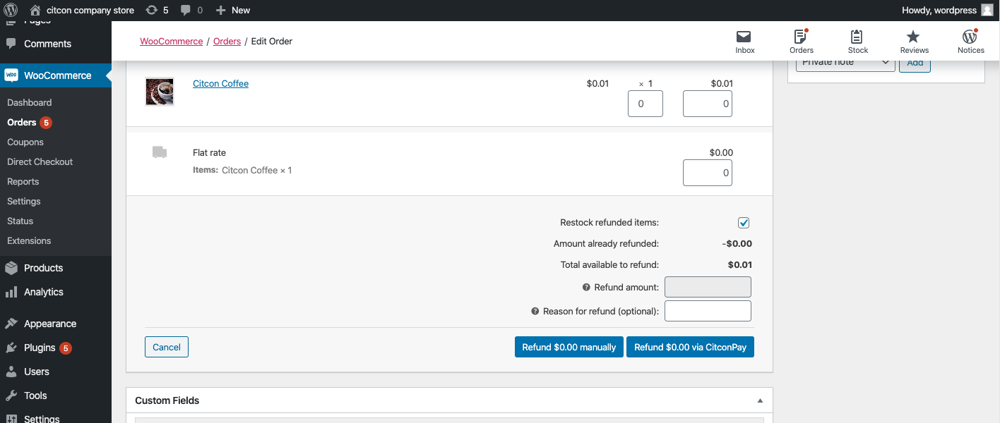 citcon company store 5 0 New Howdy, wordpress
Pages
Comments
WooCommerce
Dashboard
Orders 5
Coupons
Direct Checkout
Reports
Settings
Status
Extensions
Products
Analytics
Appearance
Plugins 5
Users
Tools
Settings
WooCommerce / Orders / Edit Order
Inbox Orders Stock Reviews Notices
Private note Add
Citcon Coffee $0.01 × 1 $0.01
0 0
Flat rate $0.00
Items: Citcon Coffee × 1 0
Restock refunded items:
Amount already refunded: -$0.00
Total available to refund: $0.01
Refund amount:
Reason for refund (optional):
Cancel Refund $0.00 manually Refund $0.00 via CitconPay
Custom Fields